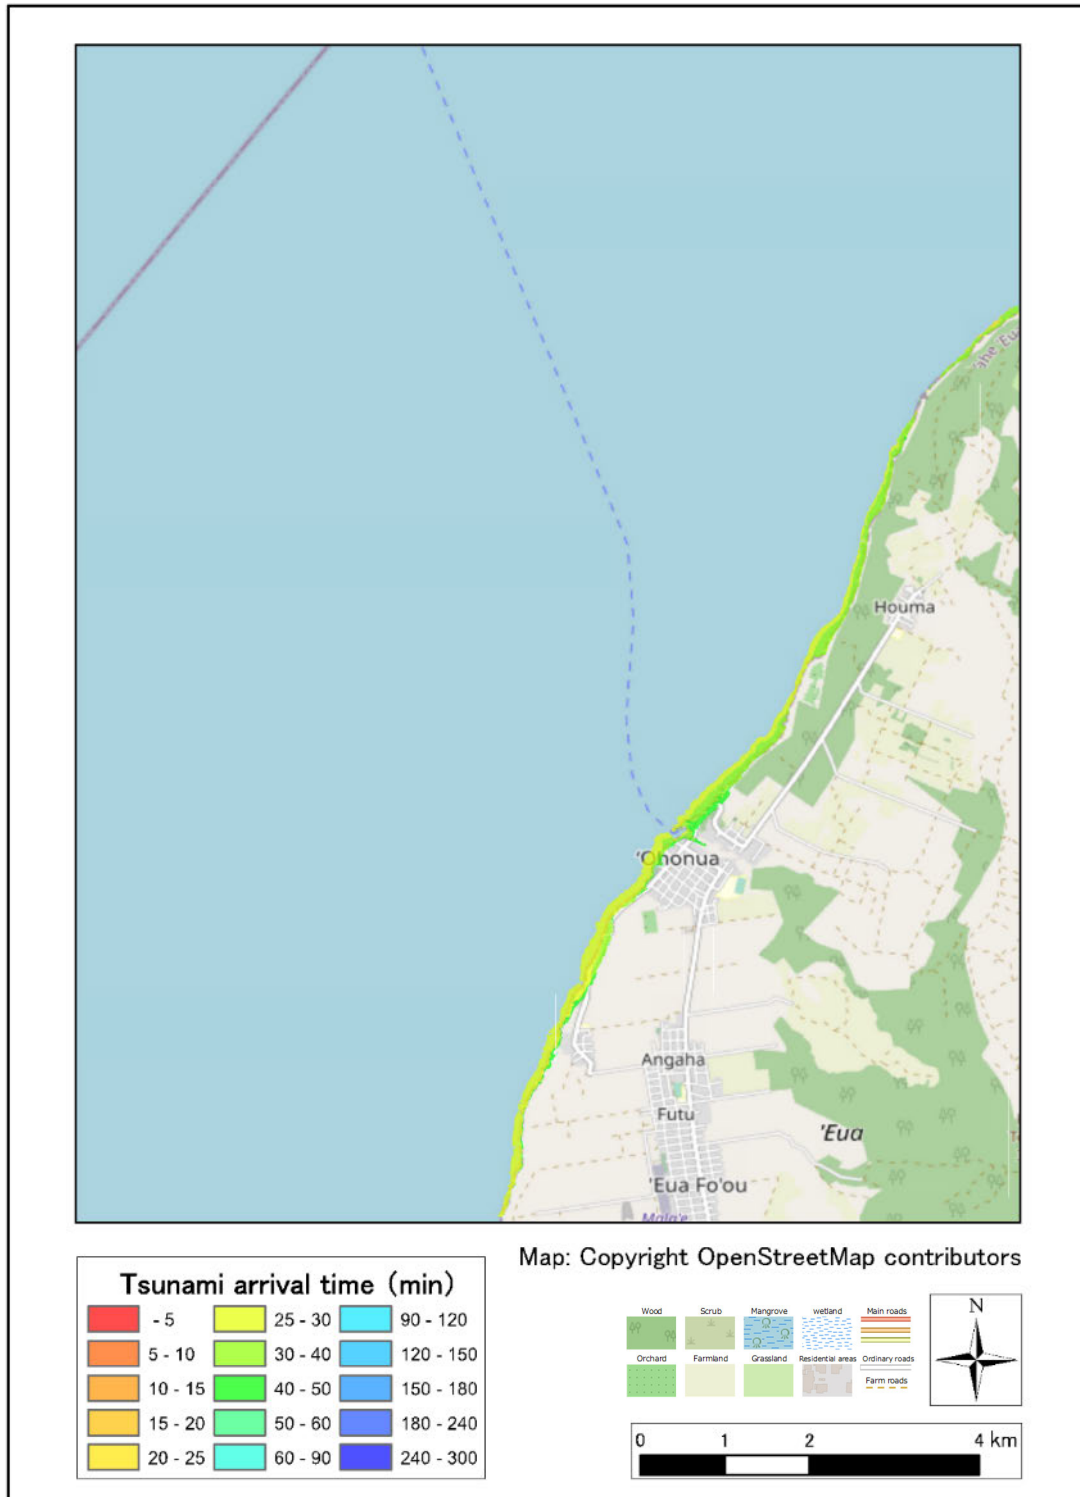 'Eu
Houma
'Ohonua
Angaha
Futu
'Eua
'Eua Fo'ou
Mala'e
Map: Copyright OpenStreetMap contributors
Tsunami arrival time (min)
- 5
25 - 30
90 - 120
5 - 10
30 - 40
120 - 150
10 - 15
40 - 50
150 - 180
15 - 20
50 - 60
180 - 240
20 - 25
60 - 90
240 - 300
Wood
Scrub
Mangrove
wetland
Main roads
Orchard
Farmland
Grassland
Residential areas
Ordinary roads
Farm roads
N
0 1 2 4 km